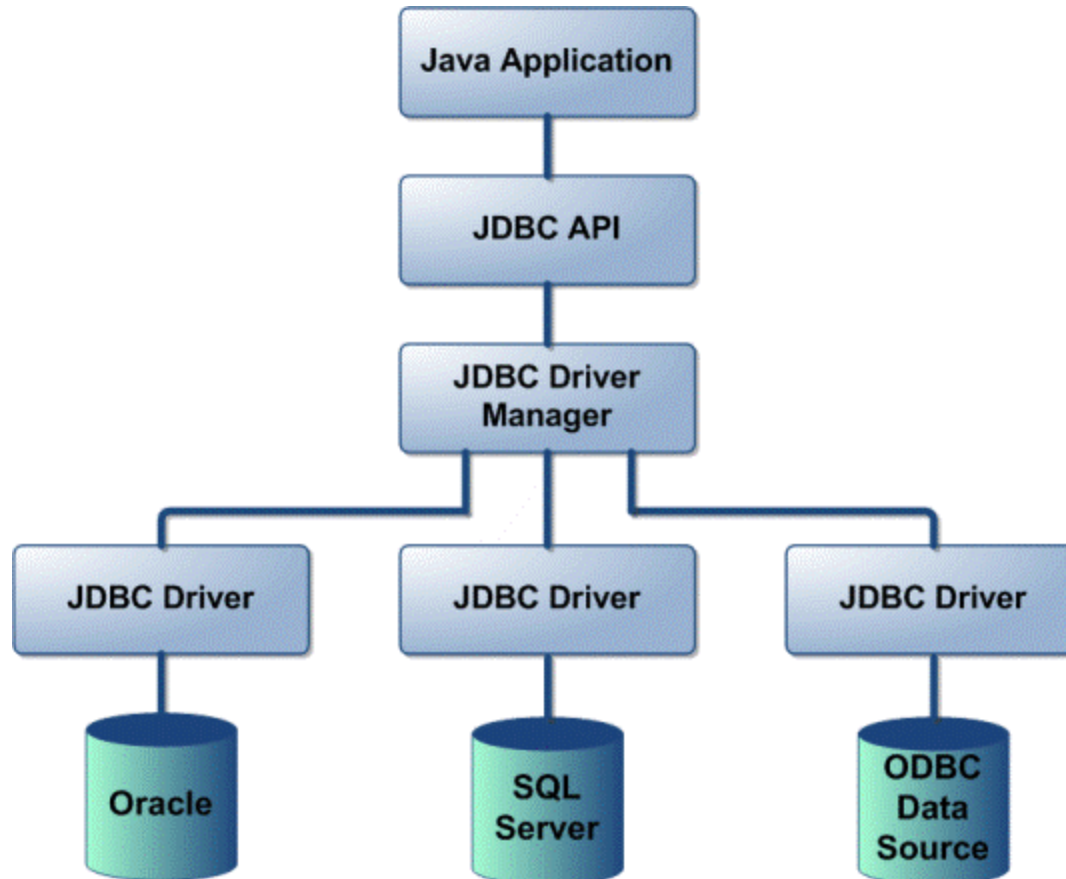 Java Application
JDBC API
JDBC Driver
Manager
JDBC Driver
JDBC Driver
JDBC Driver
Oracle
SQL
Server
ODBC
Data
Source